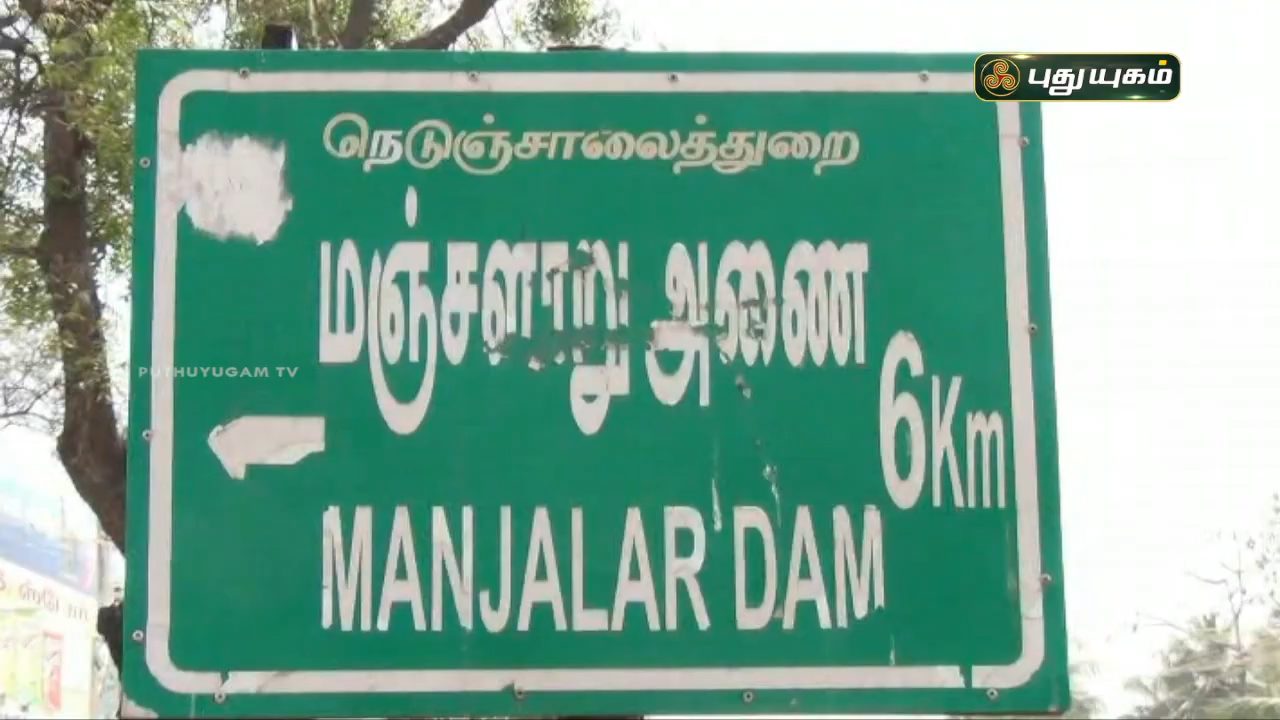 புதுயுகம்
நெடுஞ்சாலைத்துறை
மஞ்சளாறு அணை
6Km
PUTHUYUGAM TV
MANJALAR DAM